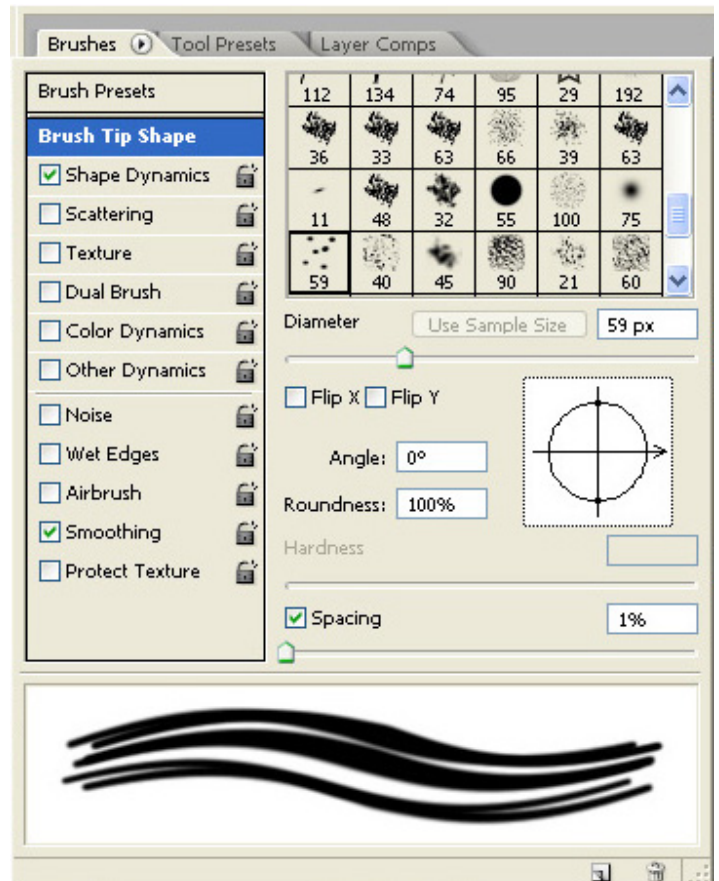 Brushes Tool Presets Layer Comps
Brush Presets
Brush Tip Shape
Shape Dynamics
Scattering
Texture
Dual Brush
Color Dynamics
Other Dynamics
Noise
Wet Edges
Airbrush
Smoothing
Protect Texture
112 134 74 95 29 192
36 33 63 66 39 63
11 48 32 55 100 75
59 40 45 90 21 60
Diameter Use Sample Size 59 px
Flip X Flip Y
Angle: 0°
Roundness: 100%
Hardness
Spacing 1%